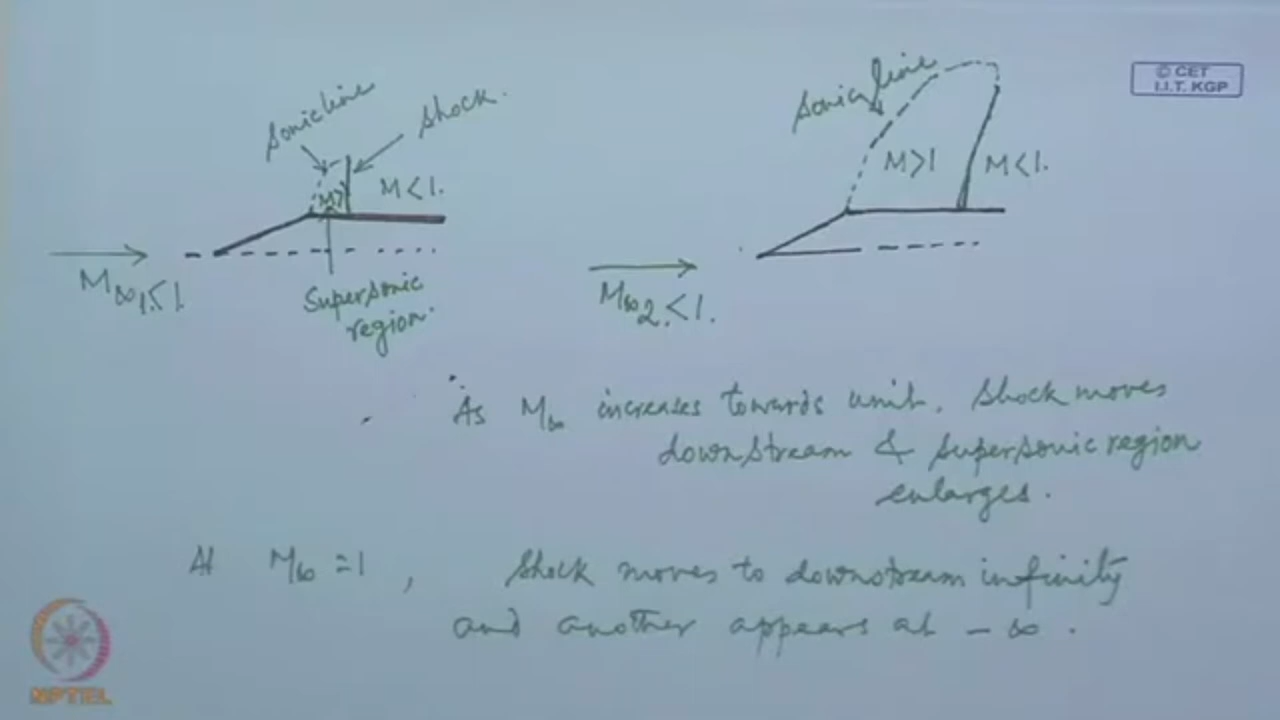 © CET
I.I.T. KGP
Sonic line
Shock.
M>1
M<1.
M∞1<1
Supersonic
region.
Sonic line
M>1
M<1.
M∞2<1.
As M∞ increases towards unit, shock moves
downstream & supersonic region
enlarges.
At M∞=1, Shock moves to downstream infinity
and another appears at -∞.
NPTEL